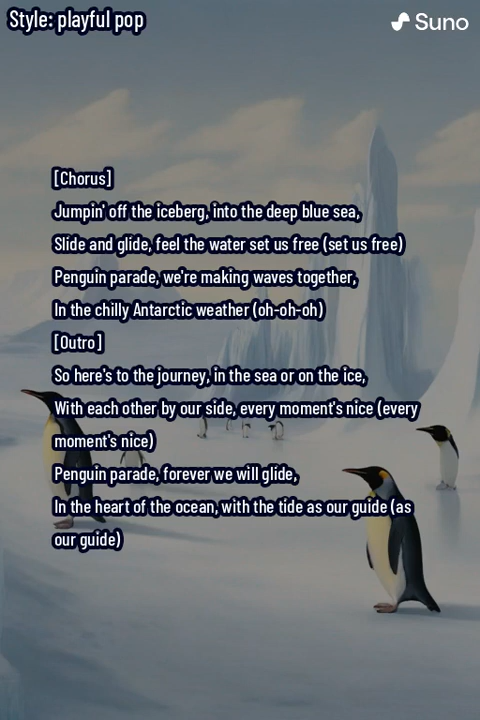 Style: playful pop
Suno
[Chorus]
Jumpin' off the iceberg, into the deep blue sea,
Slide and glide, feel the water set us free (set us free)
Penguin parade, we're making waves together,
In the chilly Antarctic weather (oh-oh-oh)
[Outro]
So here's to the journey, in the sea or on the ice,
With each other by our side, every moment's nice (every
moment's nice)
Penguin parade, forever we will glide,
In the heart of the ocean, with the tide as our guide (as
our guide)